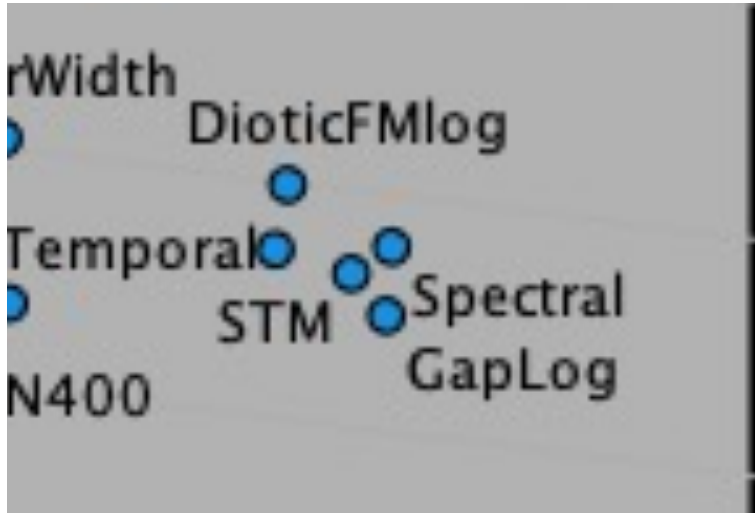 rWidth
DioticFMlog
Temporal
Spectral
STM
GapLog
N400